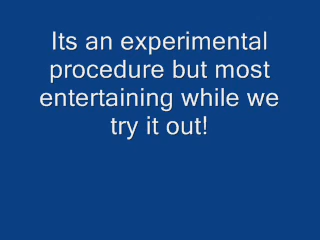 Its an experimental
procedure but most
entertaining while we
try it out!